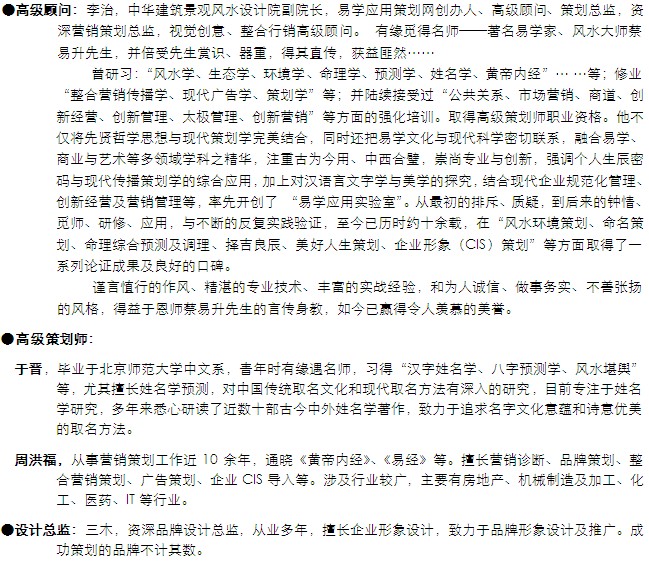 ●高级顾问：李治，中华建筑景观风水设计院副院长，易学应用策划网创办人、高级顾问、策划总监，资
深营销策划总监，视觉创意、整合行销高级顾问。 有缘觅得名师——著名易学家、风水大师蔡
易升先生，并倍受先生赏识、器重，得其直传，获益匪然……
曾研习：“风水学、生态学、环境学、命理学、预测学、姓名学、黄帝内经”… …等；修业
“整合营销传播学、现代广告学、策划学”等；并陆续接受过“公共关系、市场营销、商道、创
新经营、创新管理、太极管理、创新营销”等方面的强化培训。取得高级策划师职业资格。他不
仅将先贤哲学思想与现代策划学完美结合，同时还把易学文化与现代科学密切联系，融合易学、
商业与艺术等多领域学科之精华，注重古为今用、中西合璧，崇尚专业与创新，强调个人生辰密
码与现代传播策划学的综合应用，加上对汉语言文字学与美学的探究，结合现代企业规范化管理、
创新经营及营销管理等，率先开创了 “易学应用实验室”。从最初的排斥、质疑，到后来的钟情、
觅师、研修、应用，与不断的反复实践验证，至今已历时约十余载，在“风水环境策划、命名策
划、命理综合预测及调理、择吉良辰、美好人生策划、企业形象（CIS）策划”等方面取得了一
系列论证成果及良好的口碑。
谨言慎行的作风、精湛的专业技术、丰富的实战经验，和为人诚信、做事务实、不善张扬
的风格，得益于恩师蔡易升先生的言传身教，如今已赢得令人羡慕的美誉。
●高级策划师：
于晋，毕业于北京师范大学中文系，青年时有缘遇名师，习得“汉字姓名学、八字预测学、风水堪舆”
等，尤其擅长姓名学预测，对中国传统取名文化和现代取名方法有深入的研究，目前专注于姓名
学研究，多年来悉心研读了近数十部古今中外姓名学著作，致力于追求名字文化意蕴和诗意优美
的取名方法。
周洪福，从事营销策划工作近 10 余年，通晓《黄帝内经》、《易经》等。擅长营销诊断、品牌策划、整
合营销策划、广告策划、企业 CIS 导入等。涉及行业较广，主要有房地产、机械制造及加工、化
工、医药、IT 等行业。
●设计总监：三木，资深品牌设计总监，从业多年，擅长企业形象设计，致力于品牌形象设计及推广。成
功策划的品牌不计其数。